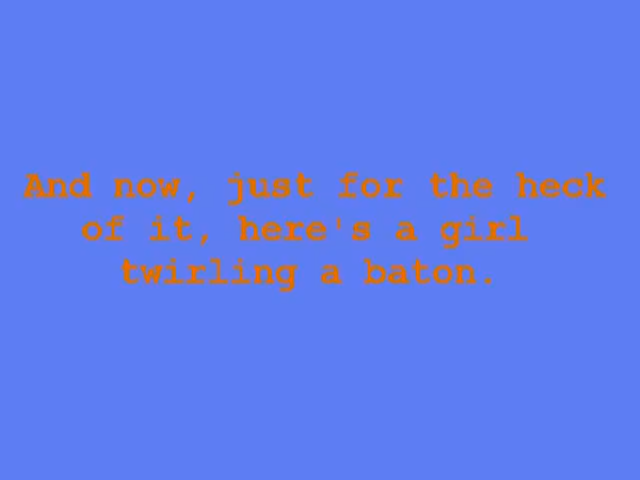 And now, just for the heck
of it, here's a girl
twirling a baton.